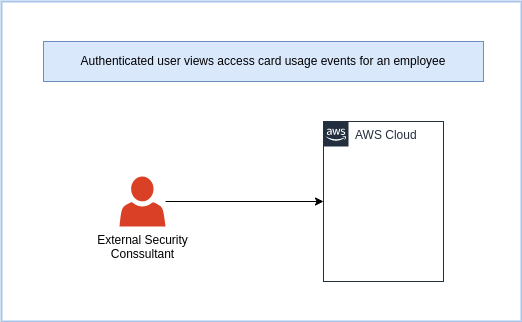 Authenticated user views access card usage events for an employee
aws
AWS Cloud
External Security
Conssultant